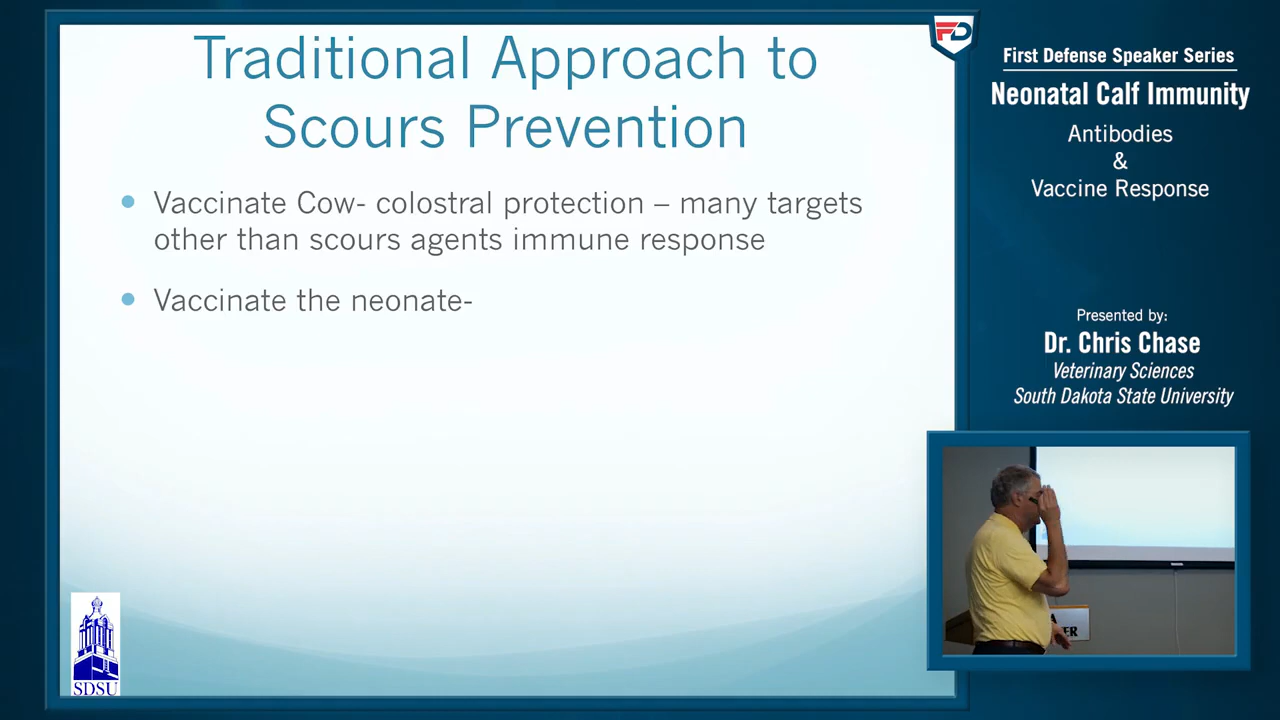 Traditional Approach to
Scours Prevention
• Vaccinate Cow- colostral protection – many targets
other than scours agents immune response
• Vaccinate the neonate-
SDSU
FD
First Defense Speaker Series
Neonatal Calf Immunity
Antibodies
&
Vaccine Response
Presented by:
Dr. Chris Chase
Veterinary Sciences
South Dakota State University